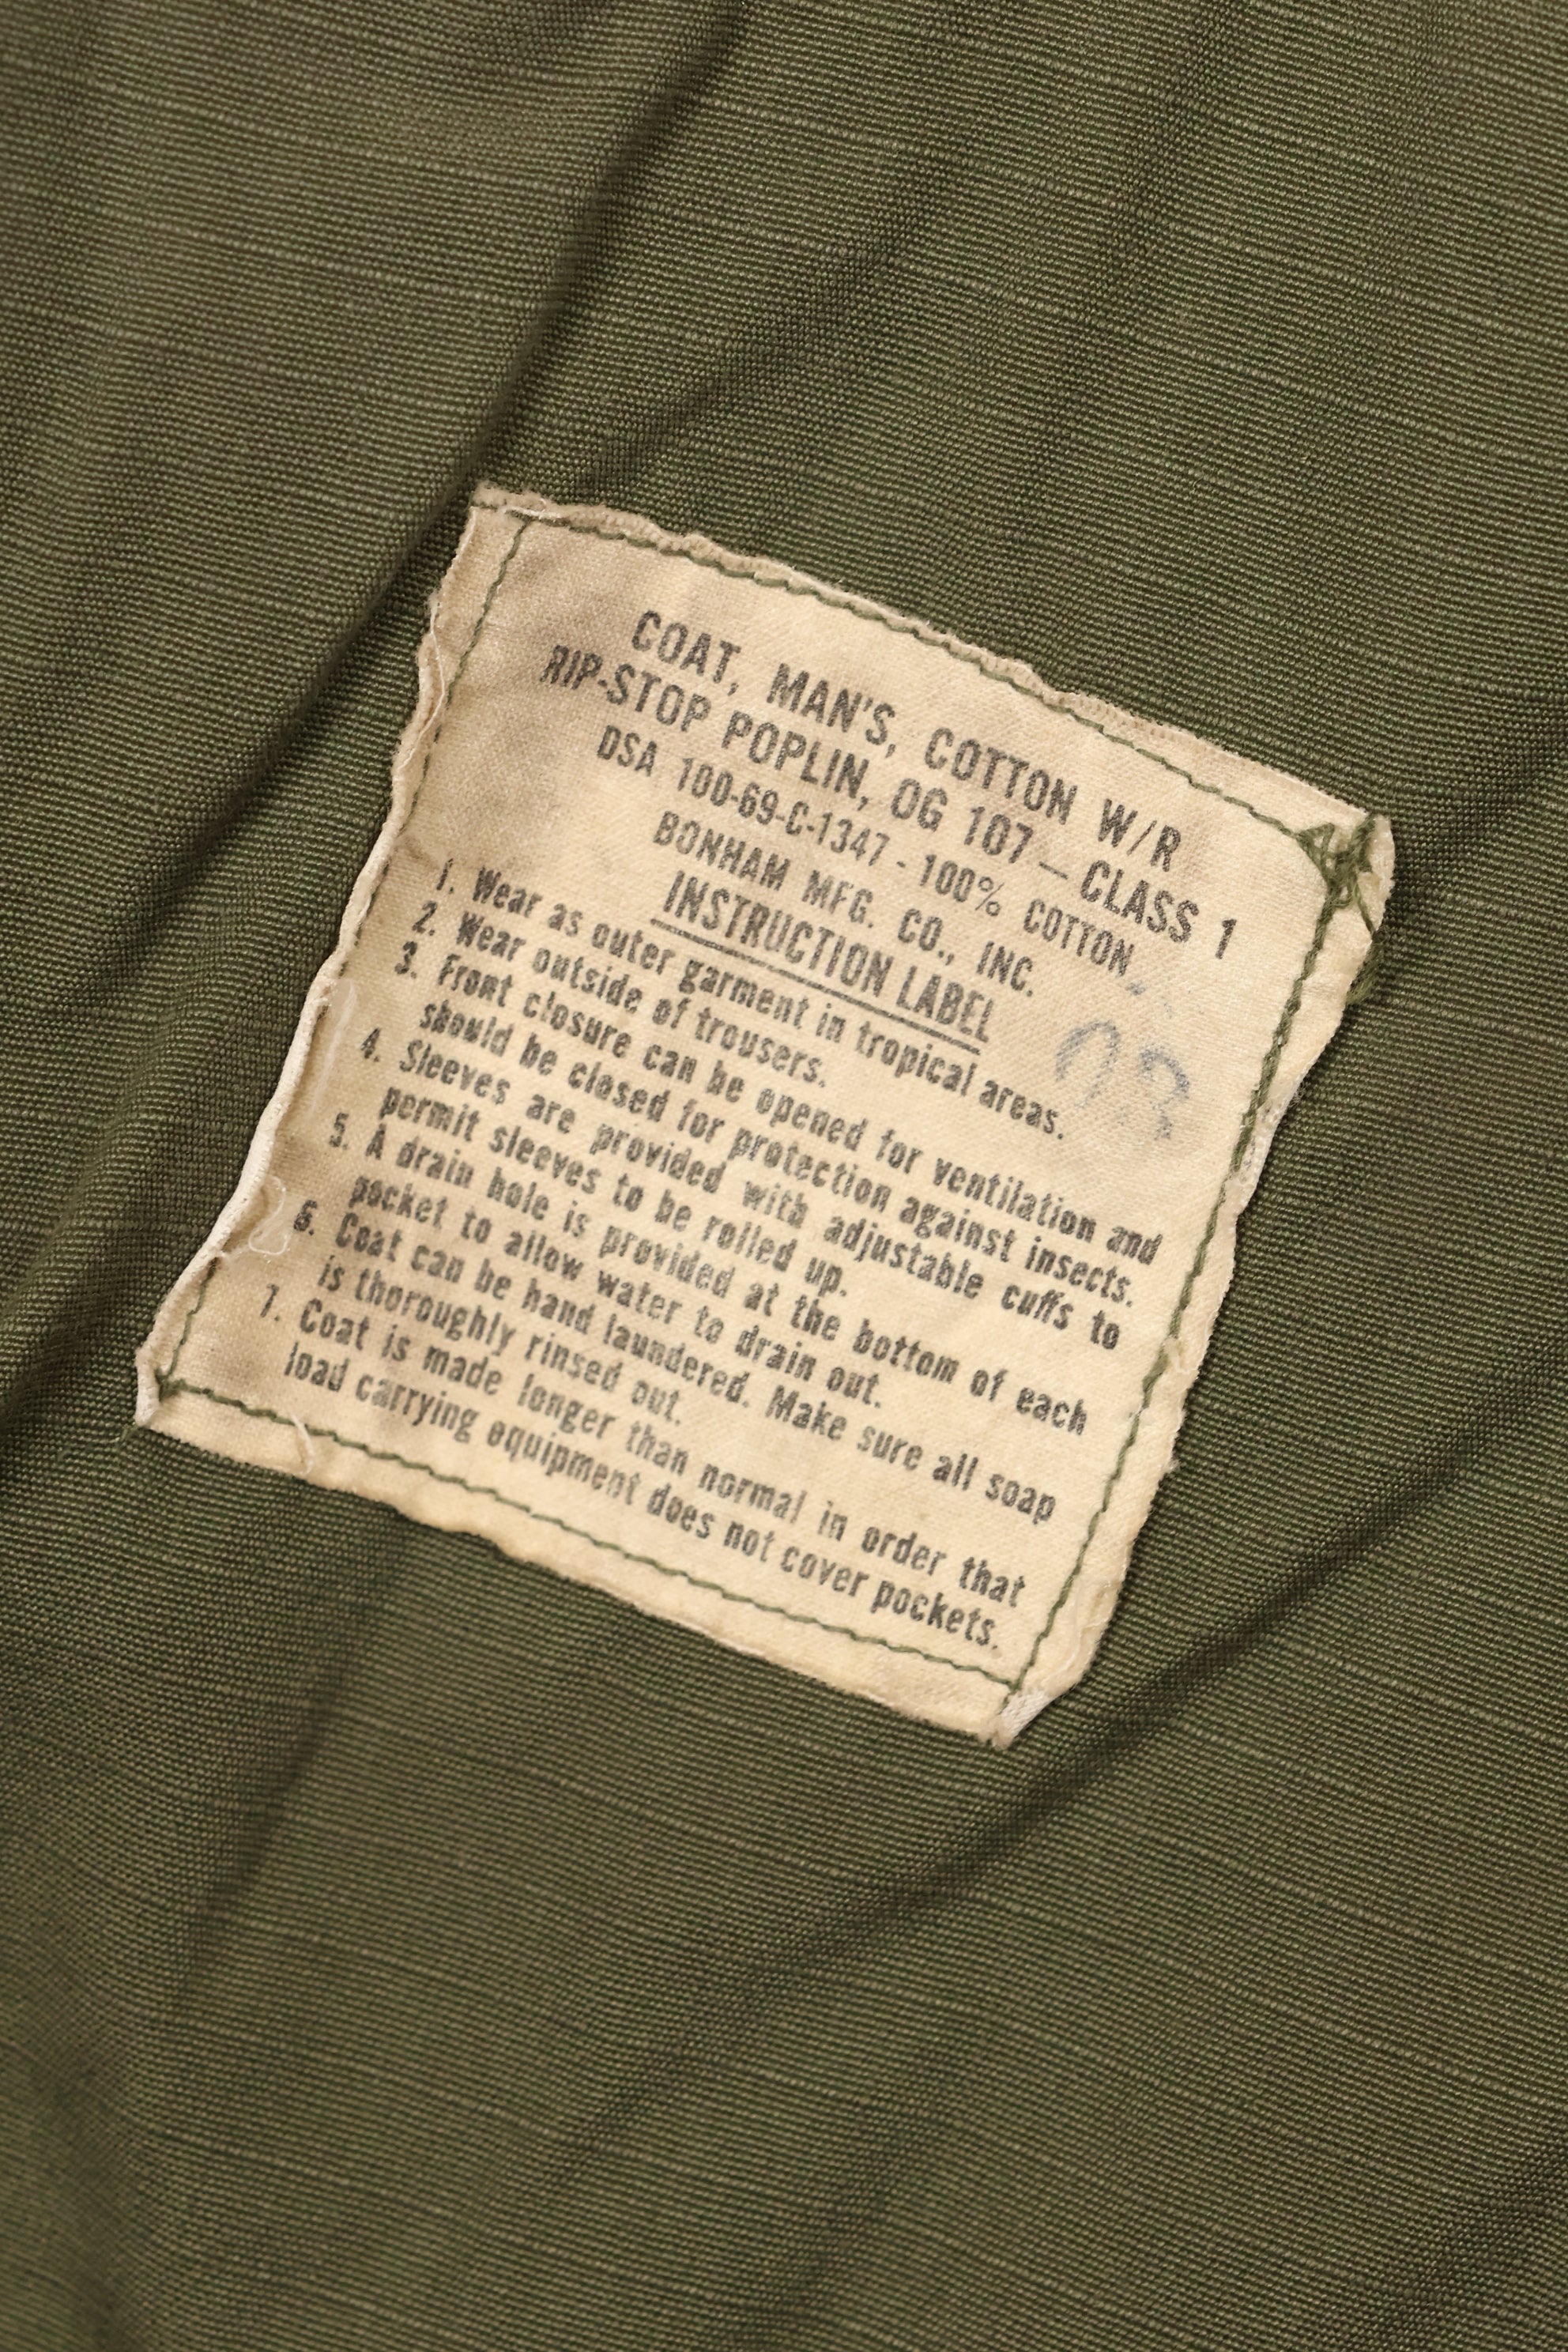 COAT, MAN'S, COTTON W/R
RIP-STOP POPLIN, OG 107 — CLASS 1
DSA 100-69-C-1347 - 100% COTTON
BONHAM MFG. CO., INC.
INSTRUCTION LABEL
1. Wear as outer garment in tropical areas.
2. Wear outside of trousers.
3. Front closure can be opened for ventilation and
should be closed for protection against insects.
4. Sleeves are provided with adjustable cuffs to
permit sleeves to be rolled up.
5. A drain hole is provided at the bottom of each
pocket to allow water to drain out.
6. Coat can be hand laundered. Make sure all soap
is thoroughly rinsed out.
7. Coat is made longer than normal in order that
load carrying equipment does not cover pockets.